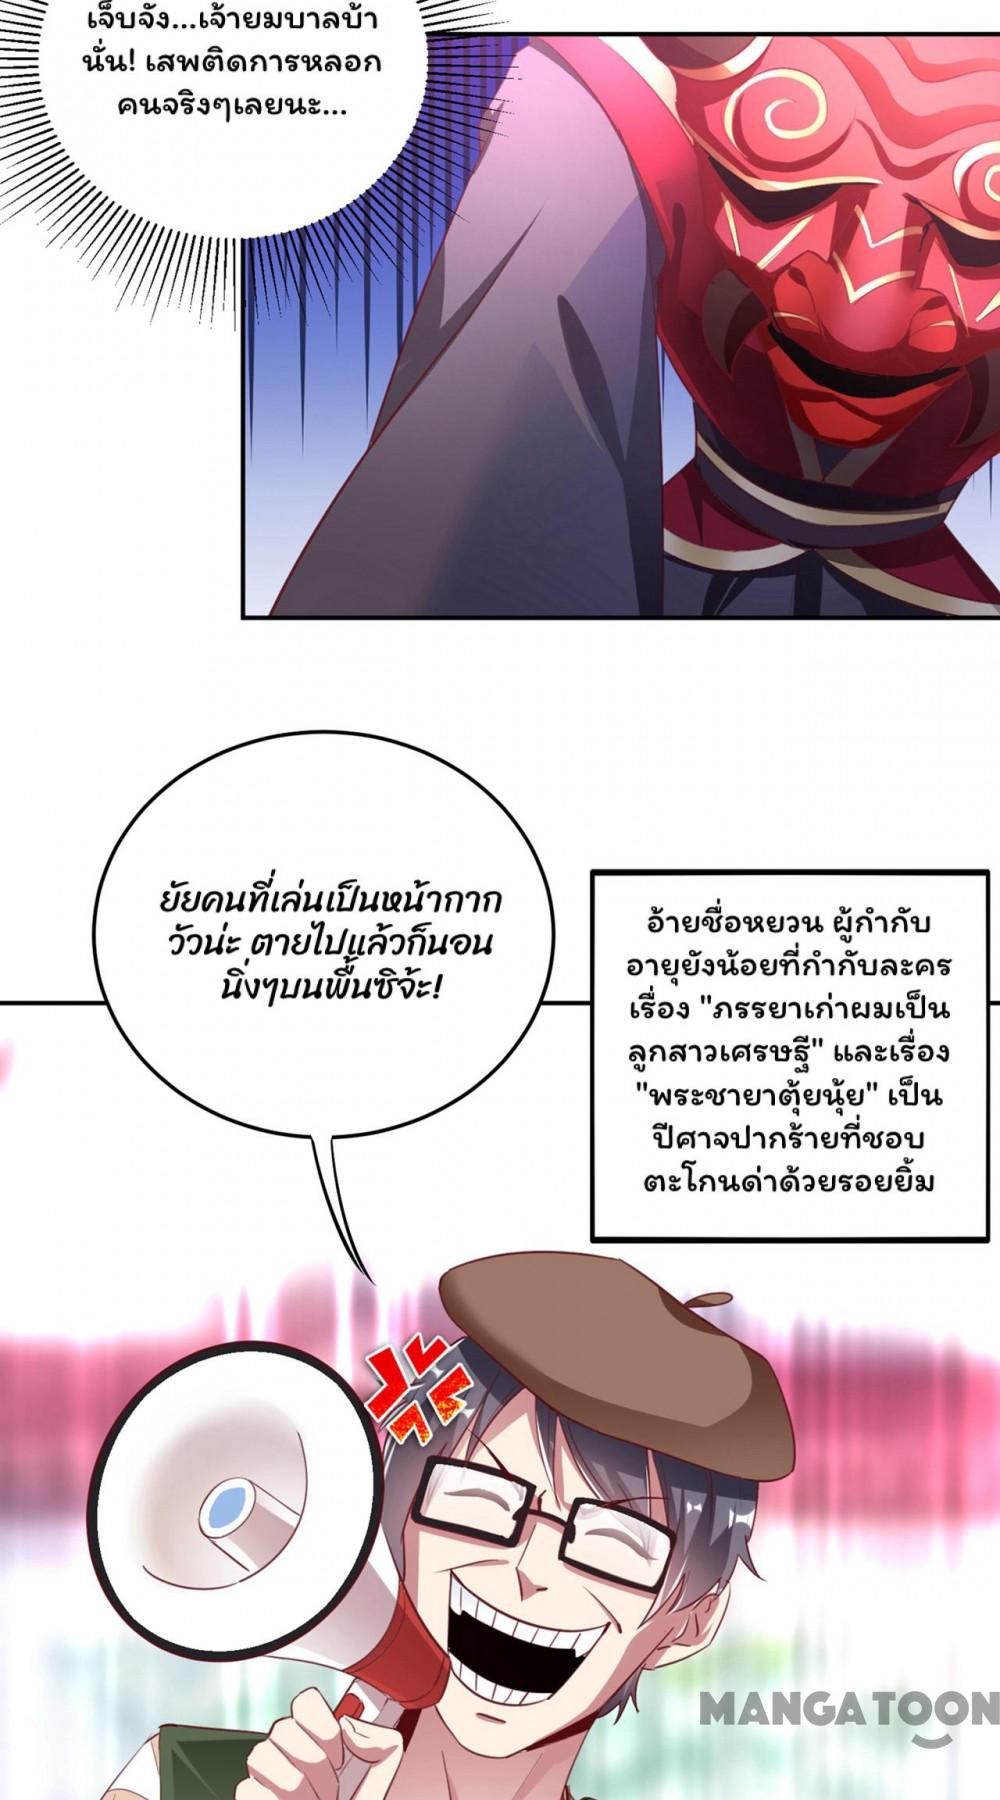 เจ็บจัง...เจ้ายมบาลบ้า
นั่น! เสพติดการหลอก
คนจริงๆเลยนะ...
ยัยคนที่เล่นเป็นหน้ากาก
วัวน่ะ ตายไปแล้วก็นอน
นิ่งๆบนพื้นซิจ้ะ!
อ้ายชื่อหยวน ผู้กำกับ
อายุยังน้อยที่กำกับละคร
เรื่อง "ภรรยาเก่าผมเป็น
ลูกสาวเศรษฐี" และเรื่อง
"พระชายาตุ้ยนุ้ย" เป็น
ปีศาจปากร้ายที่ชอบ
ตะโกนด่าด้วยรอยยิ้ม
MANGATOON